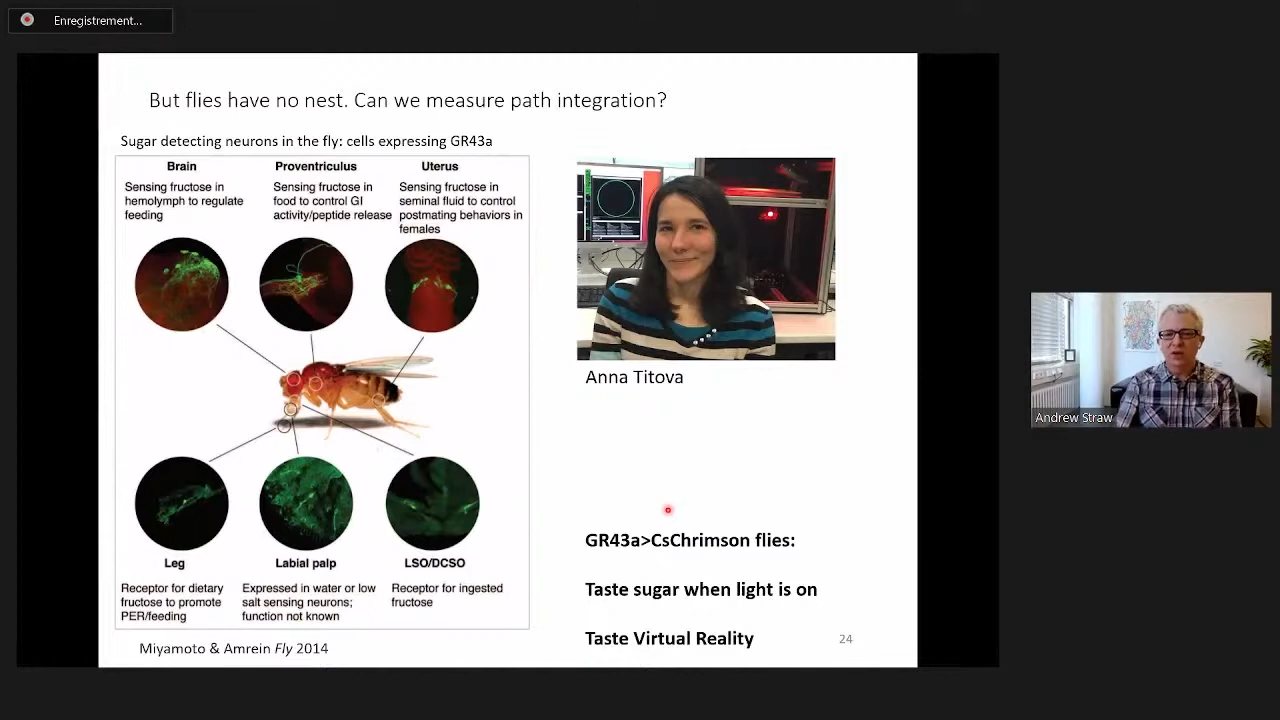 Enregistrement...
But flies have no nest. Can we measure path integration?
Sugar detecting neurons in the fly: cells expressing GR43a
Brain
Sensing fructose in
hemolymph to regulate
feeding
Proventriculus
Sensing fructose in
food to control GI
activity/peptide release
Uterus
Sensing fructose in
seminal fluid to control
postmating behaviors in
females
Leg
Receptor for dietary
fructose to promote
PER/feeding
Labial palp
Expressed in water or low
salt sensing neurons;
function not known
LSO/DCSO
Receptor for ingested
fructose
Miyamoto & Amrein Fly 2014
Anna Titova
GR43a>CsChrimson flies:
Taste sugar when light is on
Taste Virtual Reality
24
Andrew Straw